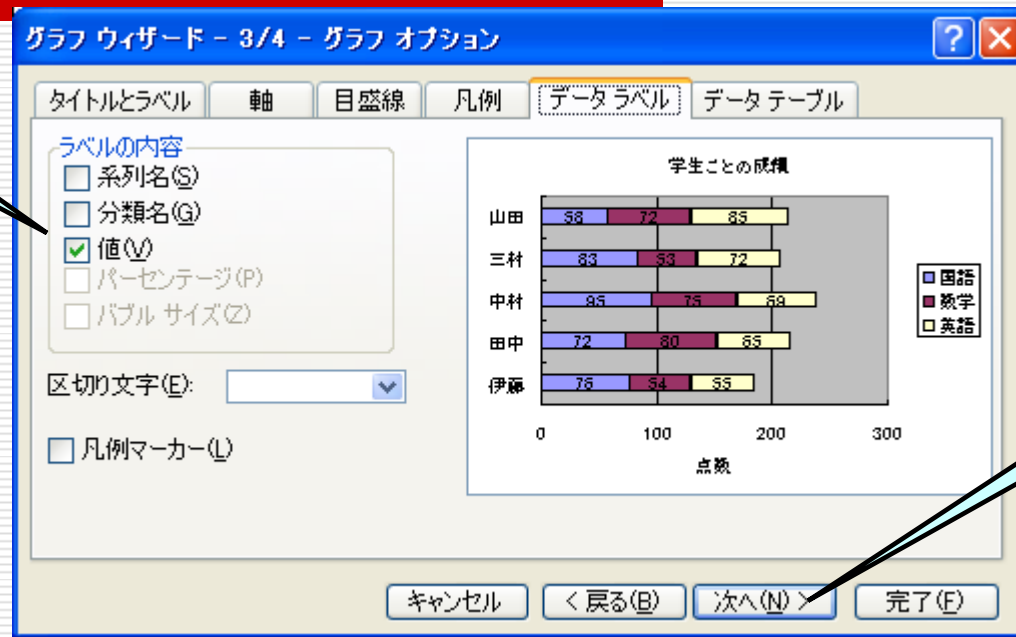 グラフ ウィザード - 3/4 - グラフ オプション
タイトルとラベル 軸 目盛線 凡例 データ ラベル データ テーブル
ラベルの内容
系列名(S)
分類名(G)
値(V)
パーセンテージ(P)
バブル サイズ(Z)
区切り文字(E):
凡例マーカー(L)
学生ごとの成績
山田 58 72 85
三村 83 53 72
中村 95 75 69
田中 72 80 65
伊藤 76 54 55
0 100 200 300
点数
国語
数学
英語
キャンセル < 戻る(B) 次へ(N) > 完了(F)